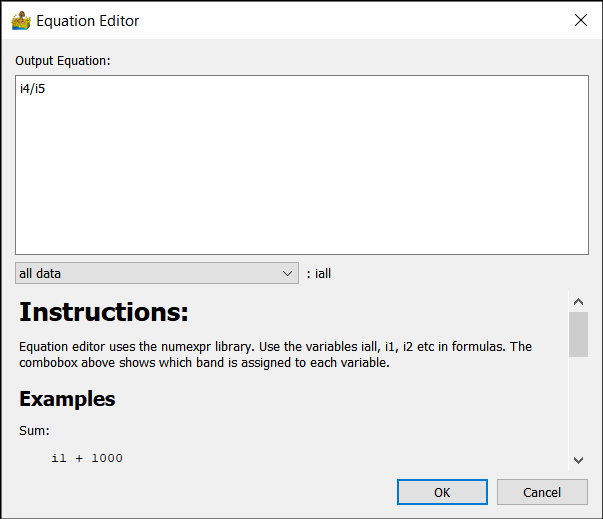 Equation Editor
Output Equation:
i4/i5
all data : iall
Instructions:
Equation editor uses the numexpr library. Use the variables iall, i1, i2 etc in formulas. The
combobox above shows which band is assigned to each variable.
Examples
Sum:
i1 + 1000
OK Cancel